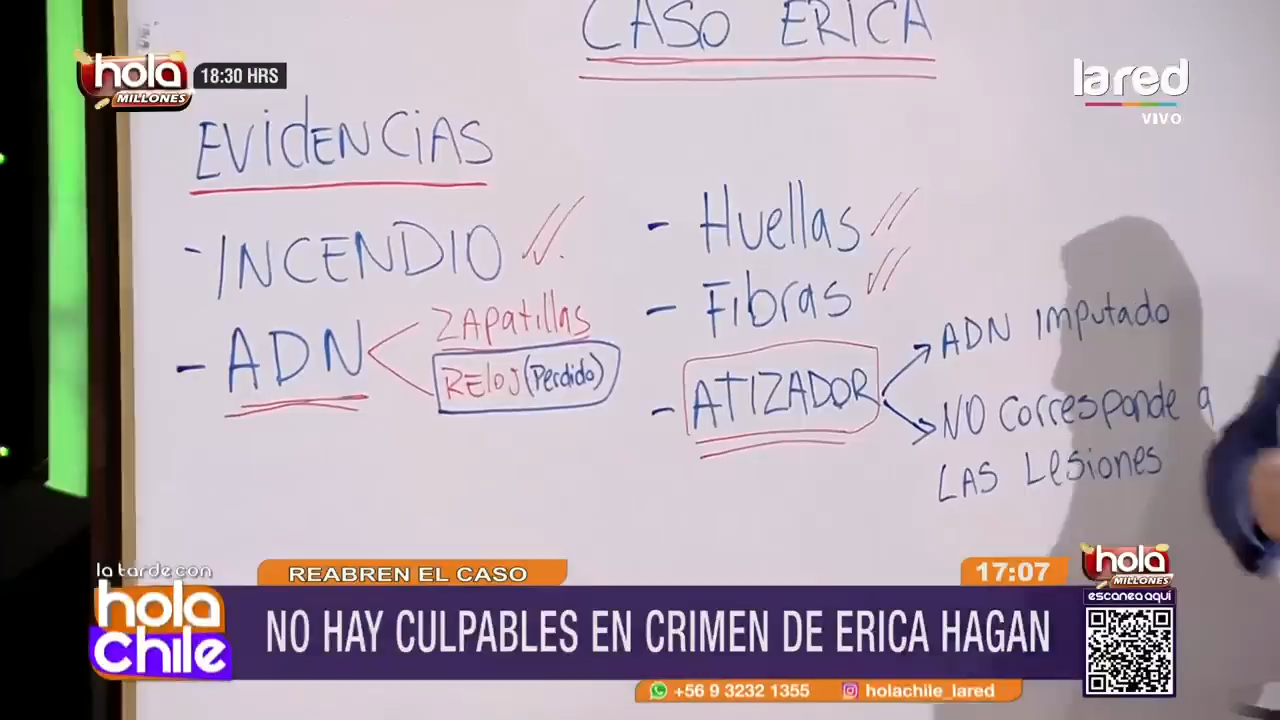 CASO ERICA
hola
MILLONES
18:30 HRS
lared
VIVO
EVIDENCIAS
- INCENDIO
- ADN
ZAPATILLAS
RELOJ (Perdido)
- Huellas
- Fibras
- ATIZADOR
ADN Imputado
NO corresponde a
LAS Lesiones
la tarde con
hola
Chile
REABREN EL CASO
17:07
NO HAY CULPABLES EN CRIMEN DE ERICA HAGAN
hola
MILLONES
escanea aquí
+56 9 3232 1355
holachile_lared